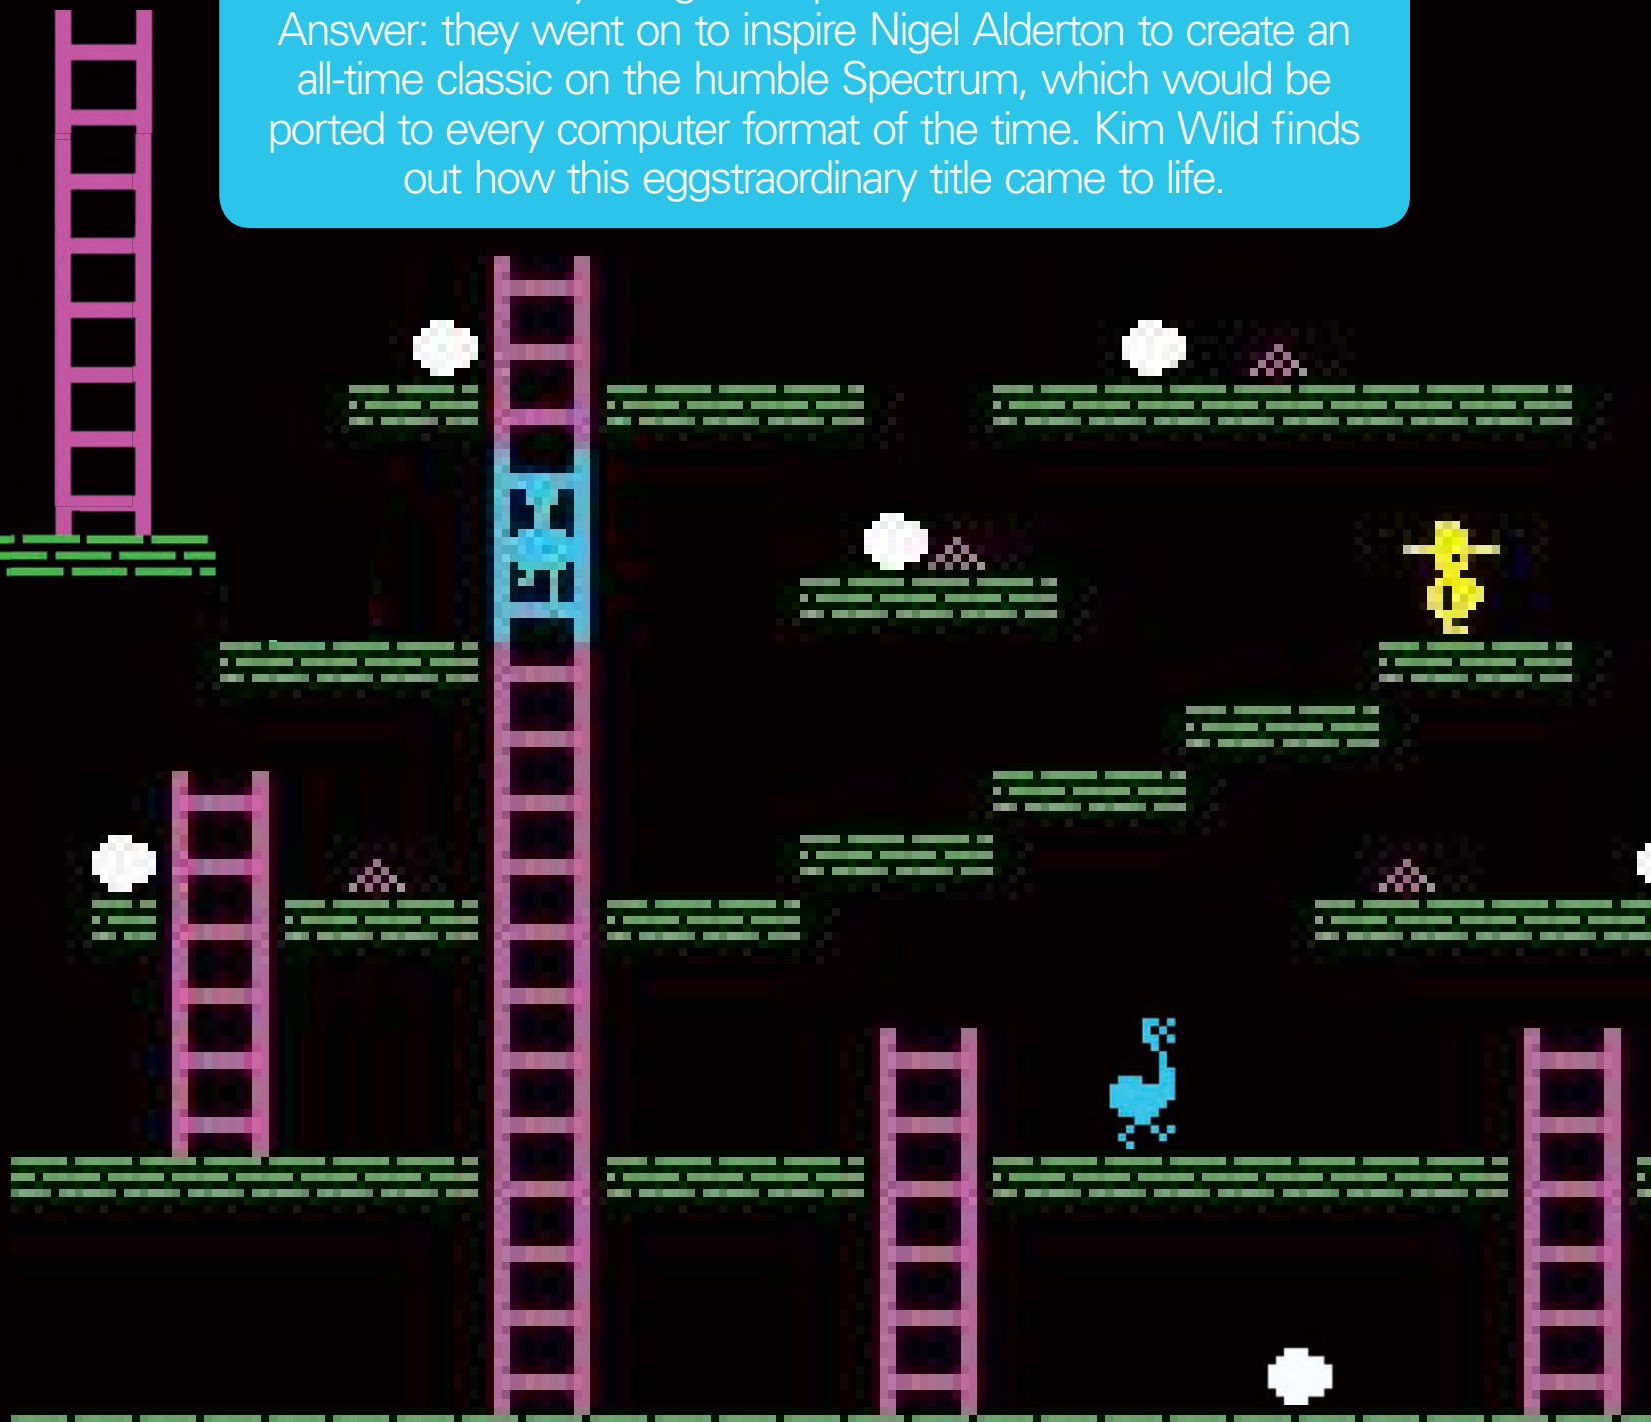 Answer: they went on to inspire Nigel Alderton to create an
all-time classic on the humble Spectrum, which would be
ported to every computer format of the time. Kim Wild finds
out how this eggstraordinary title came to life.